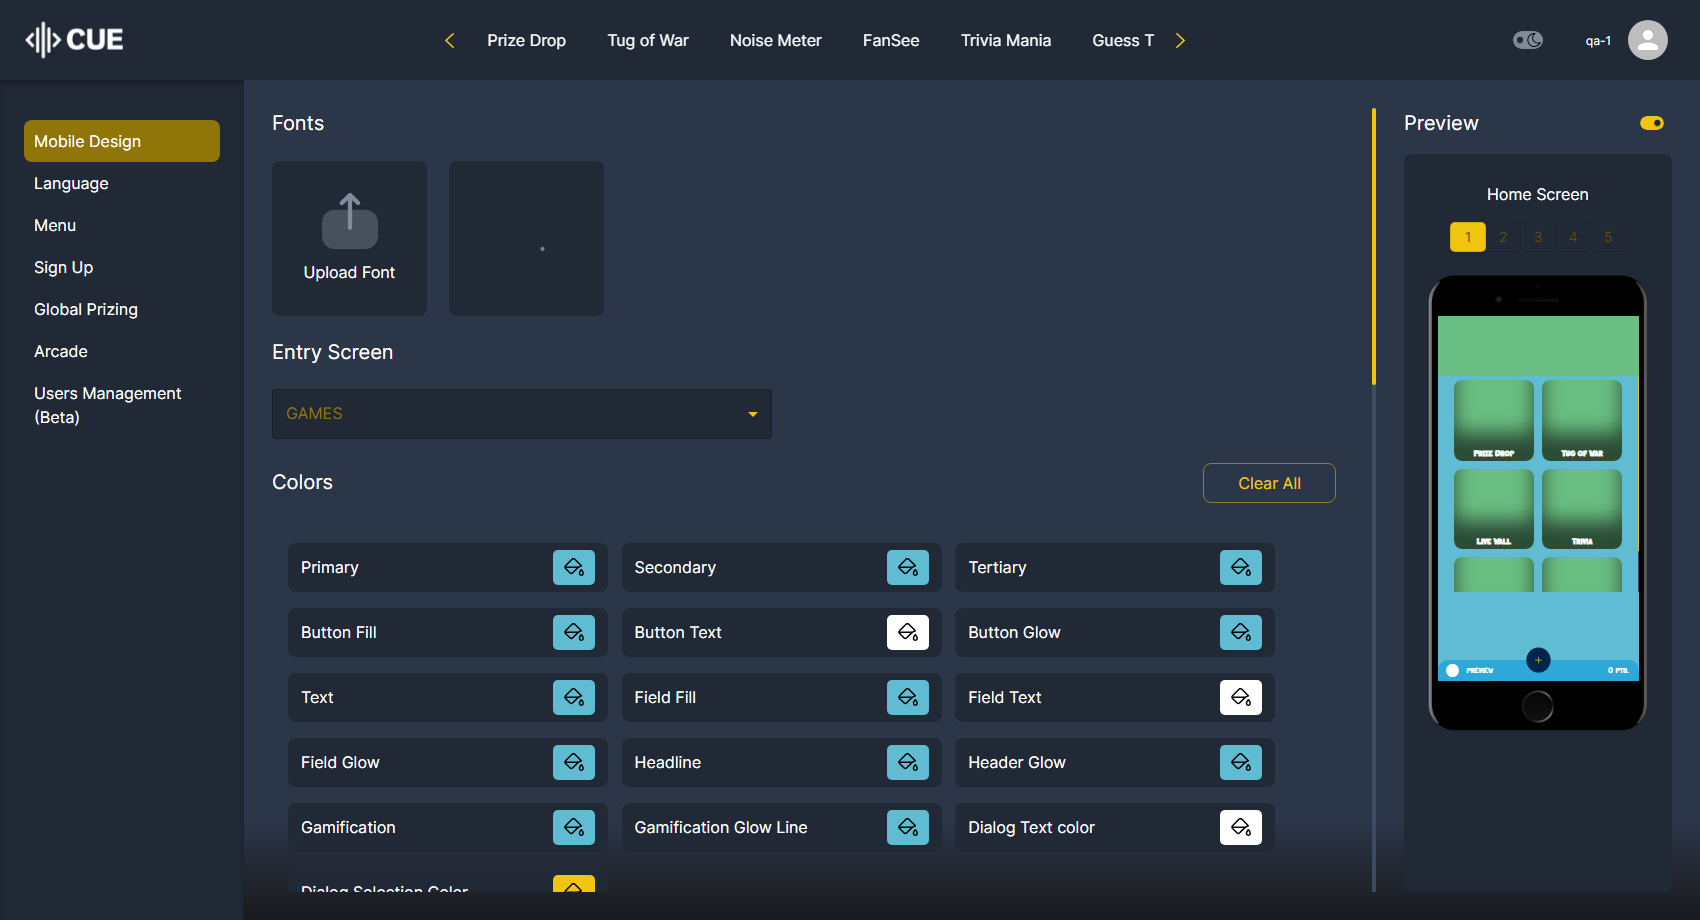 CUE
Prize Drop
Tug of War
Noise Meter
FanSee
Trivia Mania
Guess T
qa-1
Mobile Design
Language
Menu
Sign Up
Global Prizing
Arcade
Users Management
(Beta)
Fonts
Upload Font
Entry Screen
GAMES
Colors
Clear All
Primary
Secondary
Tertiary
Button Fill
Button Text
Button Glow
Text
Field Fill
Field Text
Field Glow
Headline
Header Glow
Gamification
Gamification Glow Line
Dialog Text color
Dialog Selection Color
Preview
Home Screen
1 2 3 4 5
PRIZE DROP
TUG OF WAR
LIVE WALL
TRIVIA
PREVIEW
0 PTS.